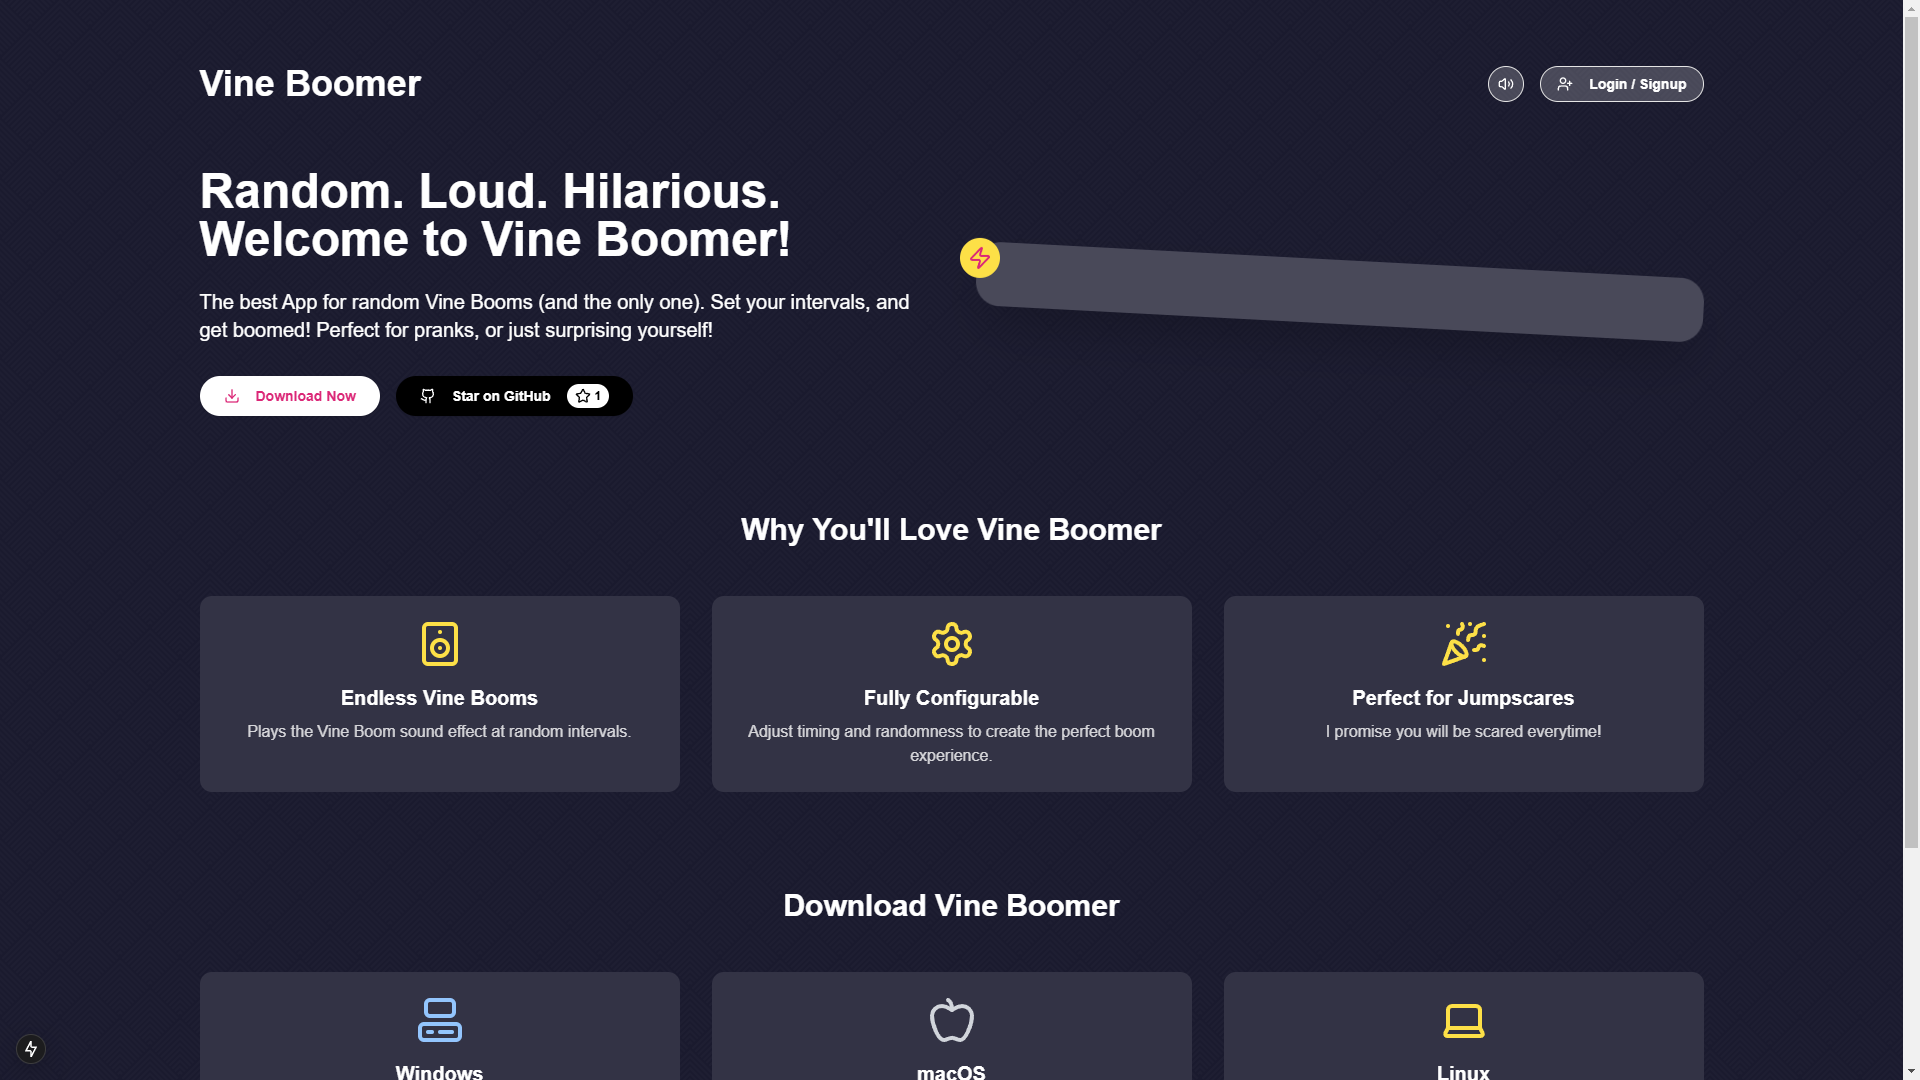 Vine Boomer
Login / Signup
Random. Loud. Hilarious.
Welcome to Vine Boomer!
The best App for random Vine Booms (and the only one). Set your intervals, and
get boomed! Perfect for pranks, or just surprising yourself!
Download Now
Star on GitHub
1
Why You'll Love Vine Boomer
Endless Vine Booms
Plays the Vine Boom sound effect at random intervals.
Fully Configurable
Adjust timing and randomness to create the perfect boom
experience.
Perfect for Jumpscares
I promise you will be scared everytime!
Download Vine Boomer
Windows
macOS
Linux